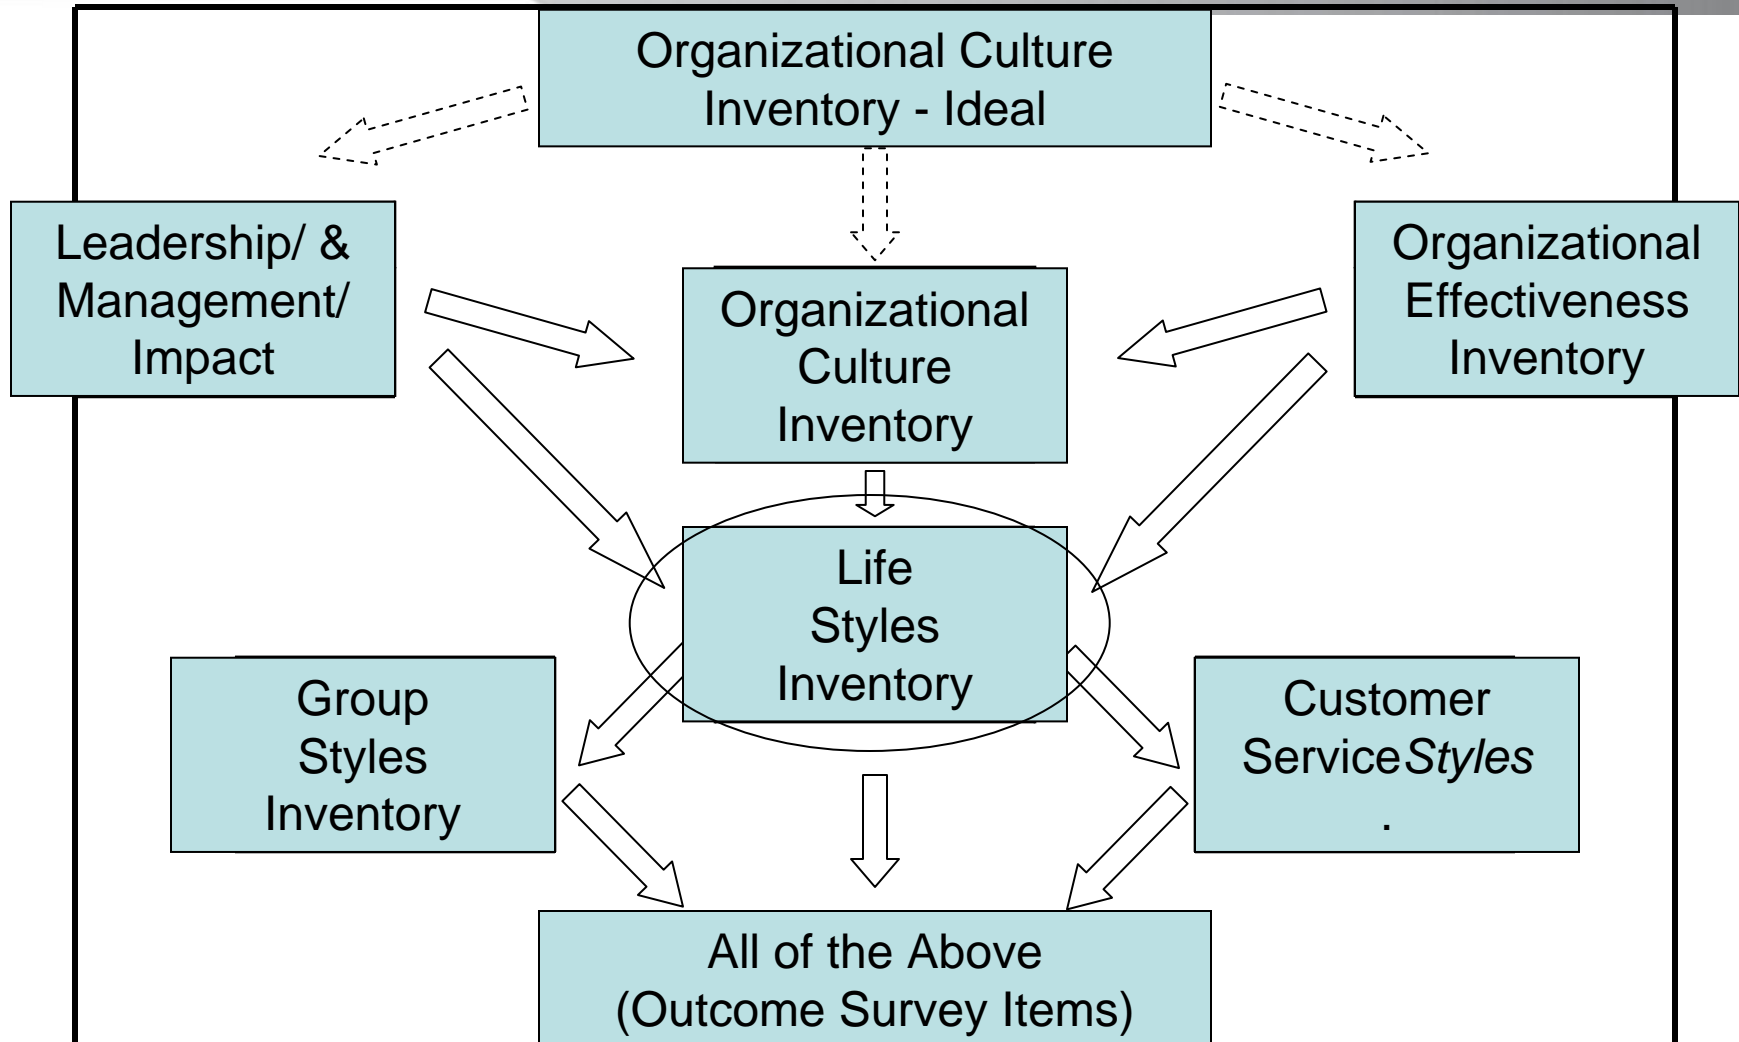 Organizational Culture
Inventory - Ideal
Leadership/ &
Management/
Impact
Organizational
Culture
Inventory
Organizational
Effectiveness
Inventory
Life
Styles
Inventory
Group
Styles
Inventory
Customer
ServiceStyles
.
All of the Above
(Outcome Survey Items)